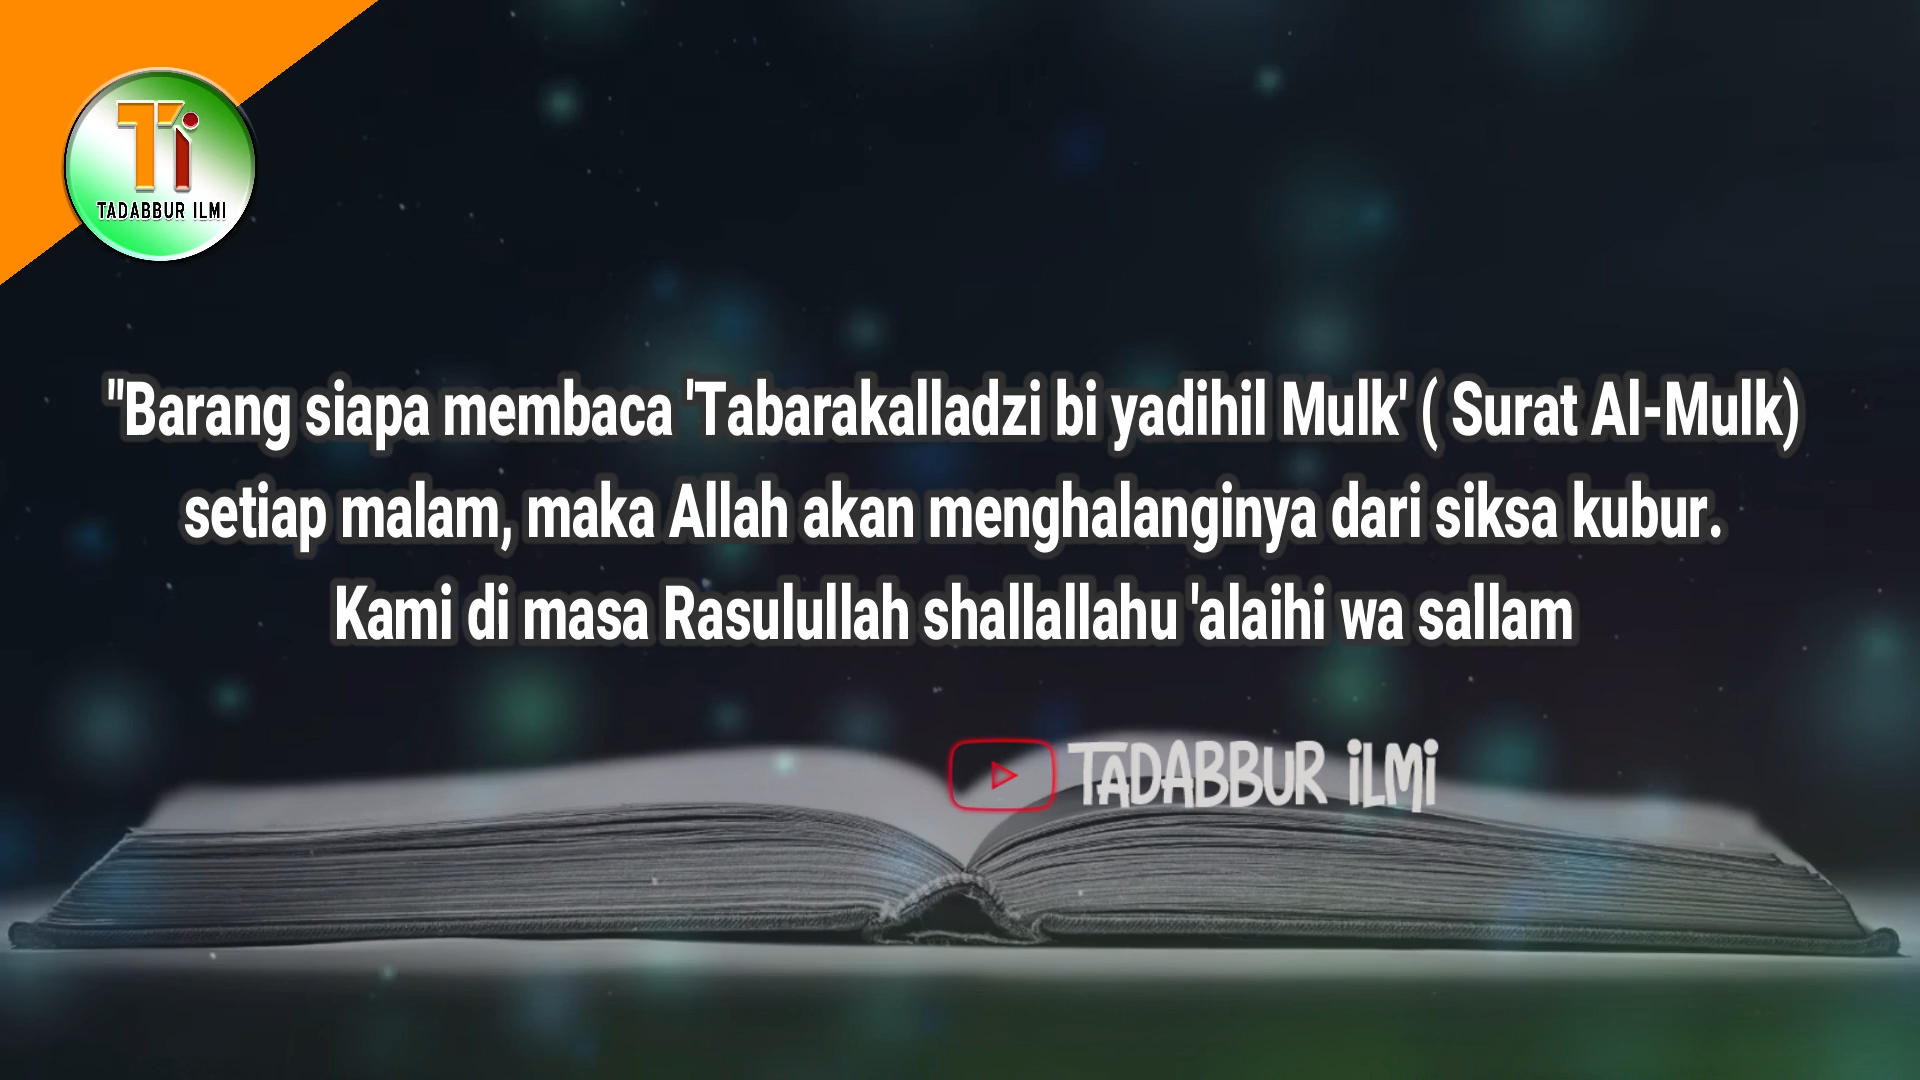 Ti
TADABBUR ILMI
"Barang siapa membaca 'Tabarakalladzi bi yadihil Mulk' ( Surat Al-Mulk)
setiap malam, maka Allah akan menghalanginya dari siksa kubur.
Kami di masa Rasulullah shallallahu 'alaihi wa sallam
TADABBUR iLMi